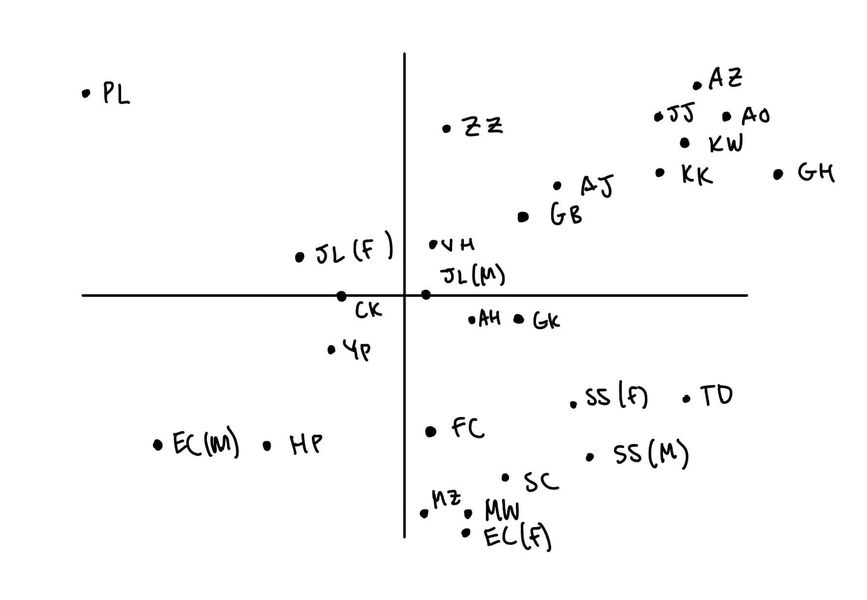 AZ
PL
JJ
AO
ZZ
KW
KK
GH
AJ
GB
JL(F)
VH
JL(M)
CK
AH
GK
YP
SS(F)
TD
FC
EC(M)
HP
SS(M)
SC
MZ
MW
EC(F)